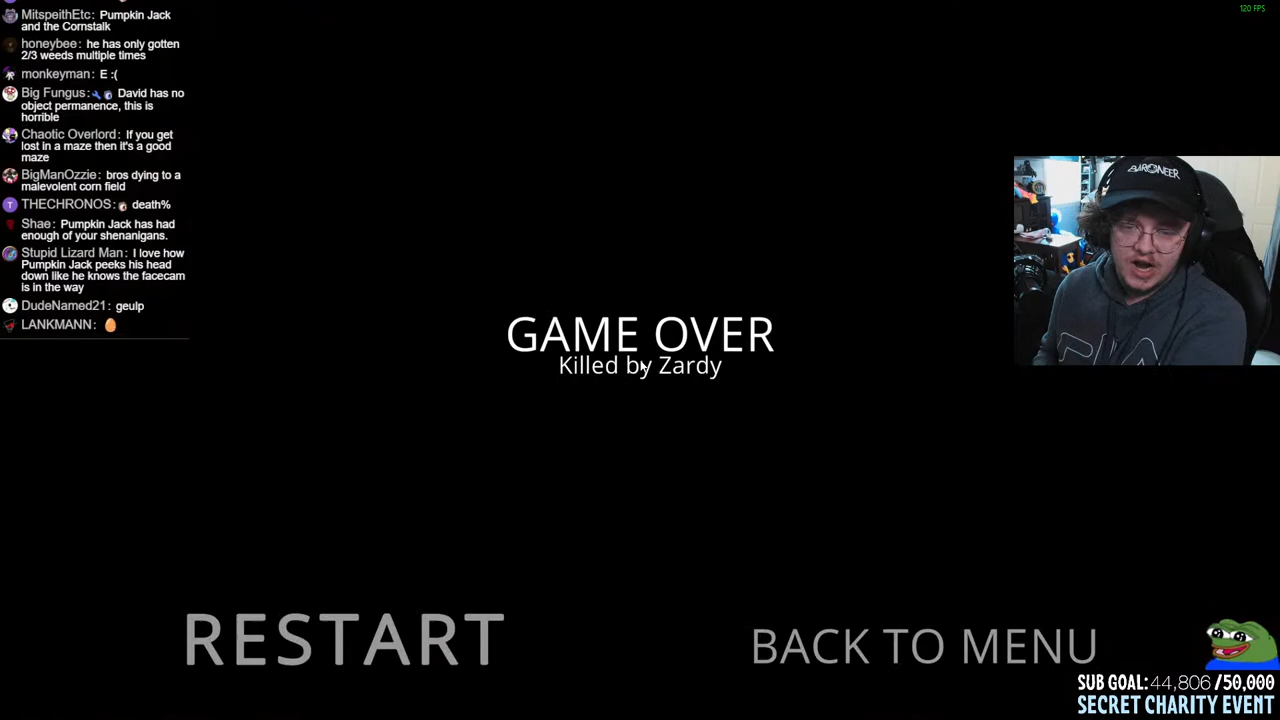 120 FPS
MitspeithEtc: Pumpkin Jack
and the Cornstalk
honeybee: he has only gotten
2/3 weeds multiple times
monkeyman: E :(
Big Fungus: David has no
object permanence, this is
horrible
Chaotic Overlord: If you get
lost in a maze then it's a good
maze
BigManOzzie: bros dying to a
malevolent corn field
THECHRONOS: death%
Shae: Pumpkin Jack has had
enough of your shenanigans.
Stupid Lizard Man: I love how
Pumpkin Jack peeks his head
down like he knows the facecam
is in the way
DudeNamed21: geulp
LANKMANN:
BARONEER
GAME OVER
Killed by Zardy
RESTART
BACK TO MENU
SUB GOAL: 44,806 /50,000
SECRET CHARITY EVENT